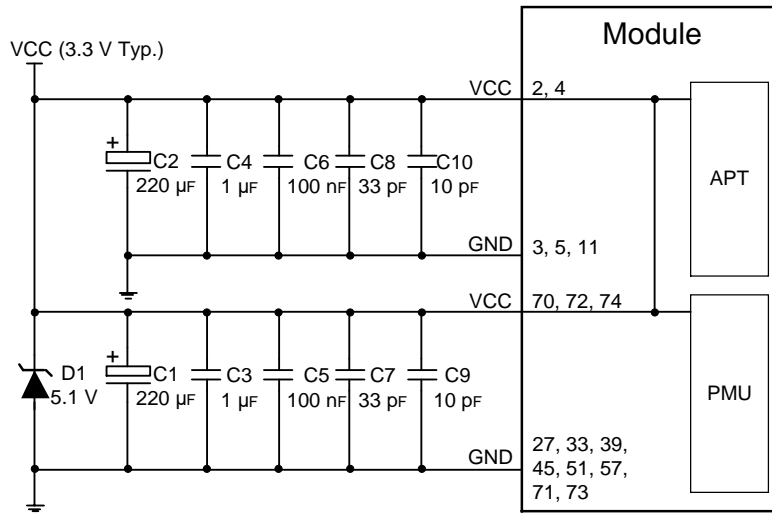 Module
VCC (3.3 V Typ.)
VCC
2, 4
+
C2
220 µF
C4
1 µF
C6
100 nF
C8
33 pF
C10
10 pF
APT
GND
3, 5, 11
VCC
70, 72, 74
D1
5.1 V
+
C1
220 µF
C3
1 µF
C5
100 nF
C7
33 pF
C9
10 pF
PMU
GND
27, 33, 39,
45, 51, 57,
71, 73